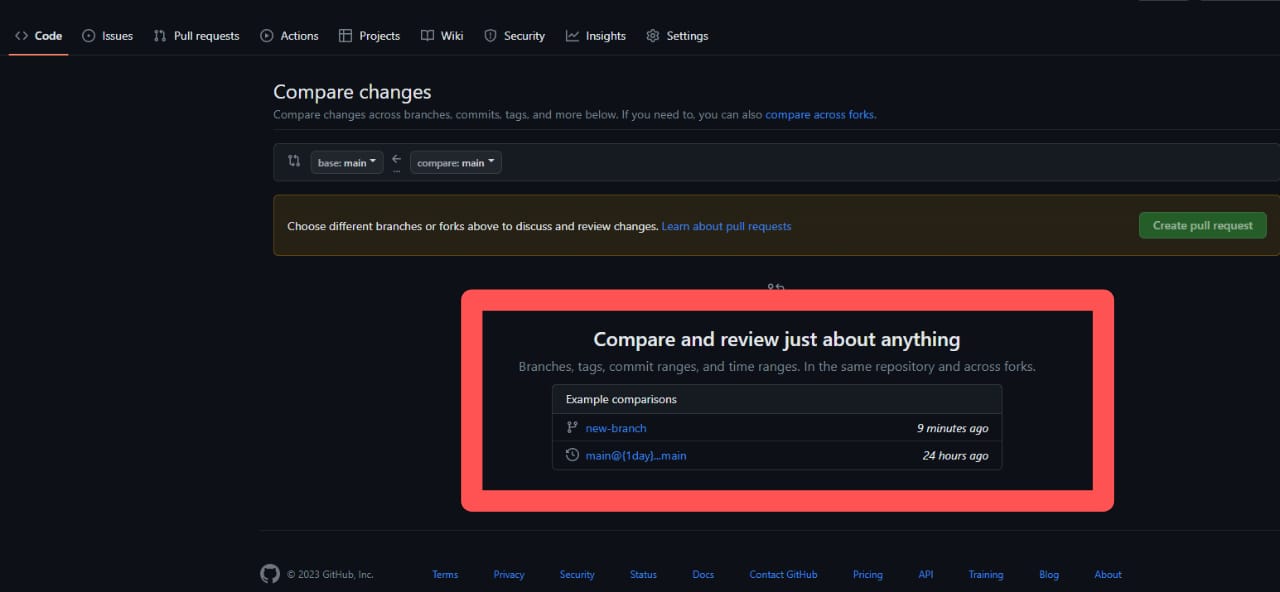 Code Issues Pull requests Actions Projects Wiki Security Insights Settings
Compare changes
Compare changes across branches, commits, tags, and more below. If you need to, you can also compare across forks.
base: main compare: main
...
Choose different branches or forks above to discuss and review changes. Learn about pull requests Create pull request
Compare and review just about anything
Branches, tags, commit ranges, and time ranges. In the same repository and across forks.
Example comparisons
new-branch 9 minutes ago
main@{1day}...main 24 hours ago
© 2023 GitHub, Inc. Terms Privacy Security Status Docs Contact GitHub Pricing API Training Blog About